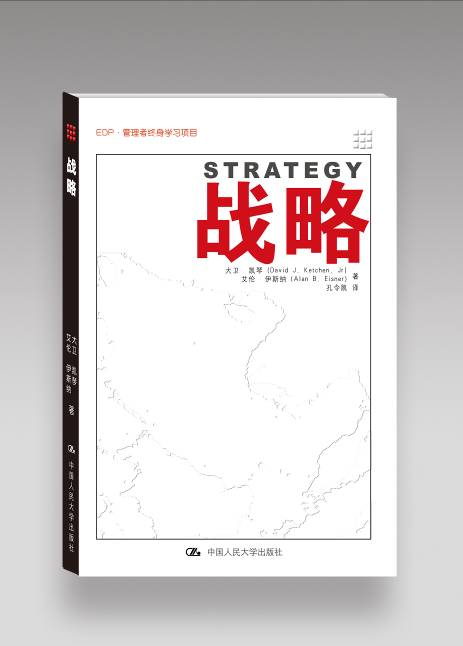 EDP · 管理者终身学习项目
STRATEGY
战略
大卫 · 凯琴 (David J. Ketchen, Jr)
艾伦 · 伊斯纳 (Alan B. Eisner) 著
孔令凯 译
中国人民大学出版社
战略
大卫 · 凯琴
艾伦 · 伊斯纳 著
中国人民大学出版社